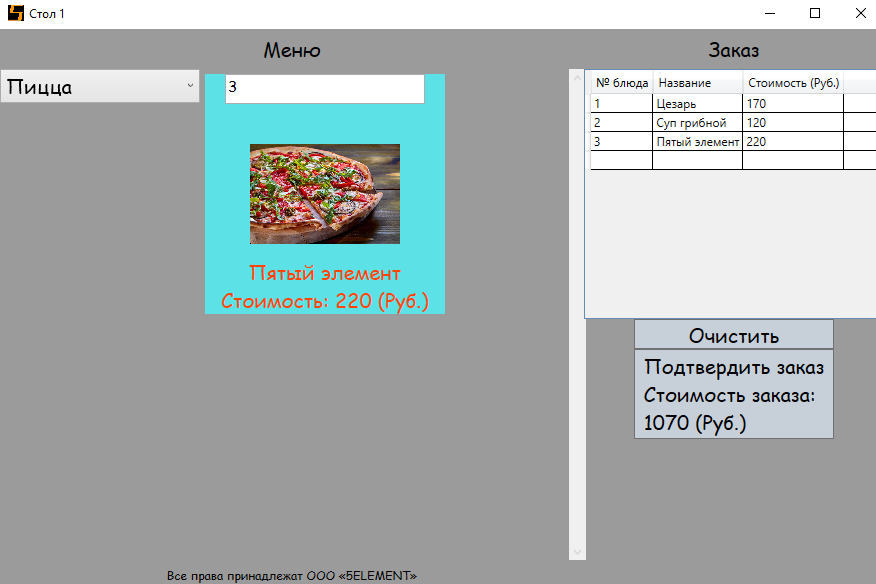 Стол 1
Меню
Заказ
Пицца
3
Пятый элемент
Стоимость: 220 (Руб.)
№ блюда Название Стоимость (Руб.)
1 Цезарь 170
2 Суп грибной 120
3 Пятый элемент 220
Очистить
Подтвердить заказ
Стоимость заказа:
1070 (Руб.)
Все права принадлежат ООО «5ELEMENT»